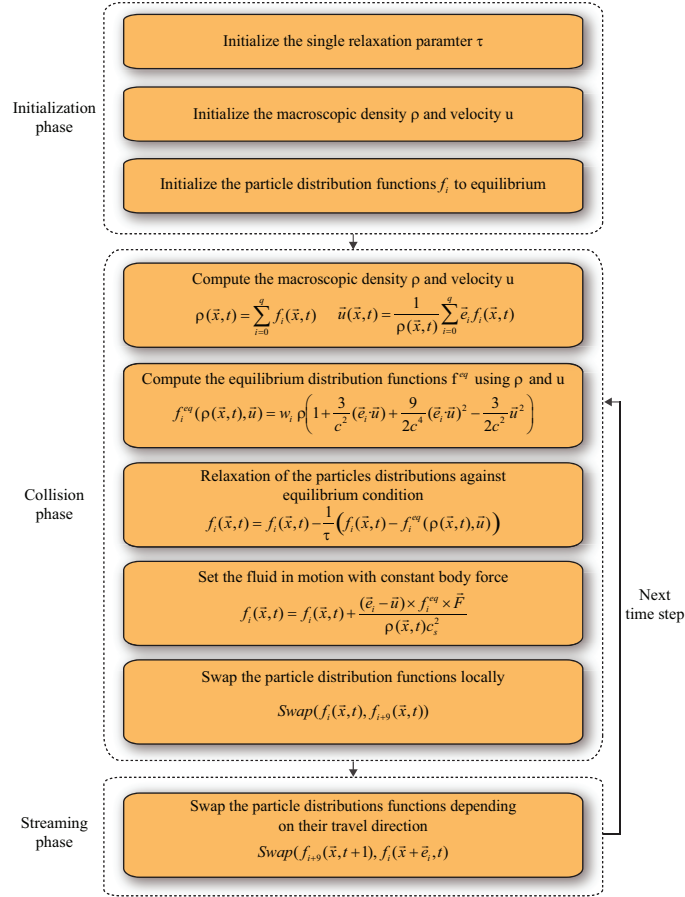 Initialization
phase
Initialize the single relaxation paramter τ
Initialize the macroscopic density ρ and velocity u
Initialize the particle distribution functions f_i to equilibrium
Collision
phase
Compute the macroscopic density ρ and velocity u
ρ(x⃗,t) = ∑_{i=0}^{q} f_i(x⃗,t)   u⃗(x⃗,t) = 1/ρ(x⃗,t) ∑_{i=0}^{q} e⃗_i f_i(x⃗,t)
Compute the equilibrium distribution functions f^{eq} using ρ and u
f_i^{eq}(ρ(x⃗,t),u⃗) = w_i ρ(1 + 3/c² (e⃗_i·u⃗) + 9/2c⁴ (e⃗_i·u⃗)² − 3/2c² u⃗²)
Relaxation of the particles distributions against
equilibrium condition
f_i(x⃗,t) = f_i(x⃗,t) − 1/τ (f_i(x⃗,t) − f_i^{eq}(ρ(x⃗,t),u⃗))
Set the fluid in motion with constant body force
f_i(x⃗,t) = f_i(x⃗,t) + (e⃗_i − u⃗) × f_i^{eq} × F⃗ / ρ(x⃗,t)c_s²
Swap the particle distribution functions locally
Swap(f_i(x⃗,t), f_{i+9}(x⃗,t))
Next
time step
Streaming
phase
Swap the particle distributions functions depending
on their travel direction
Swap(f_{i+9}(x⃗,t+1), f_i(x⃗+e⃗_i,t)